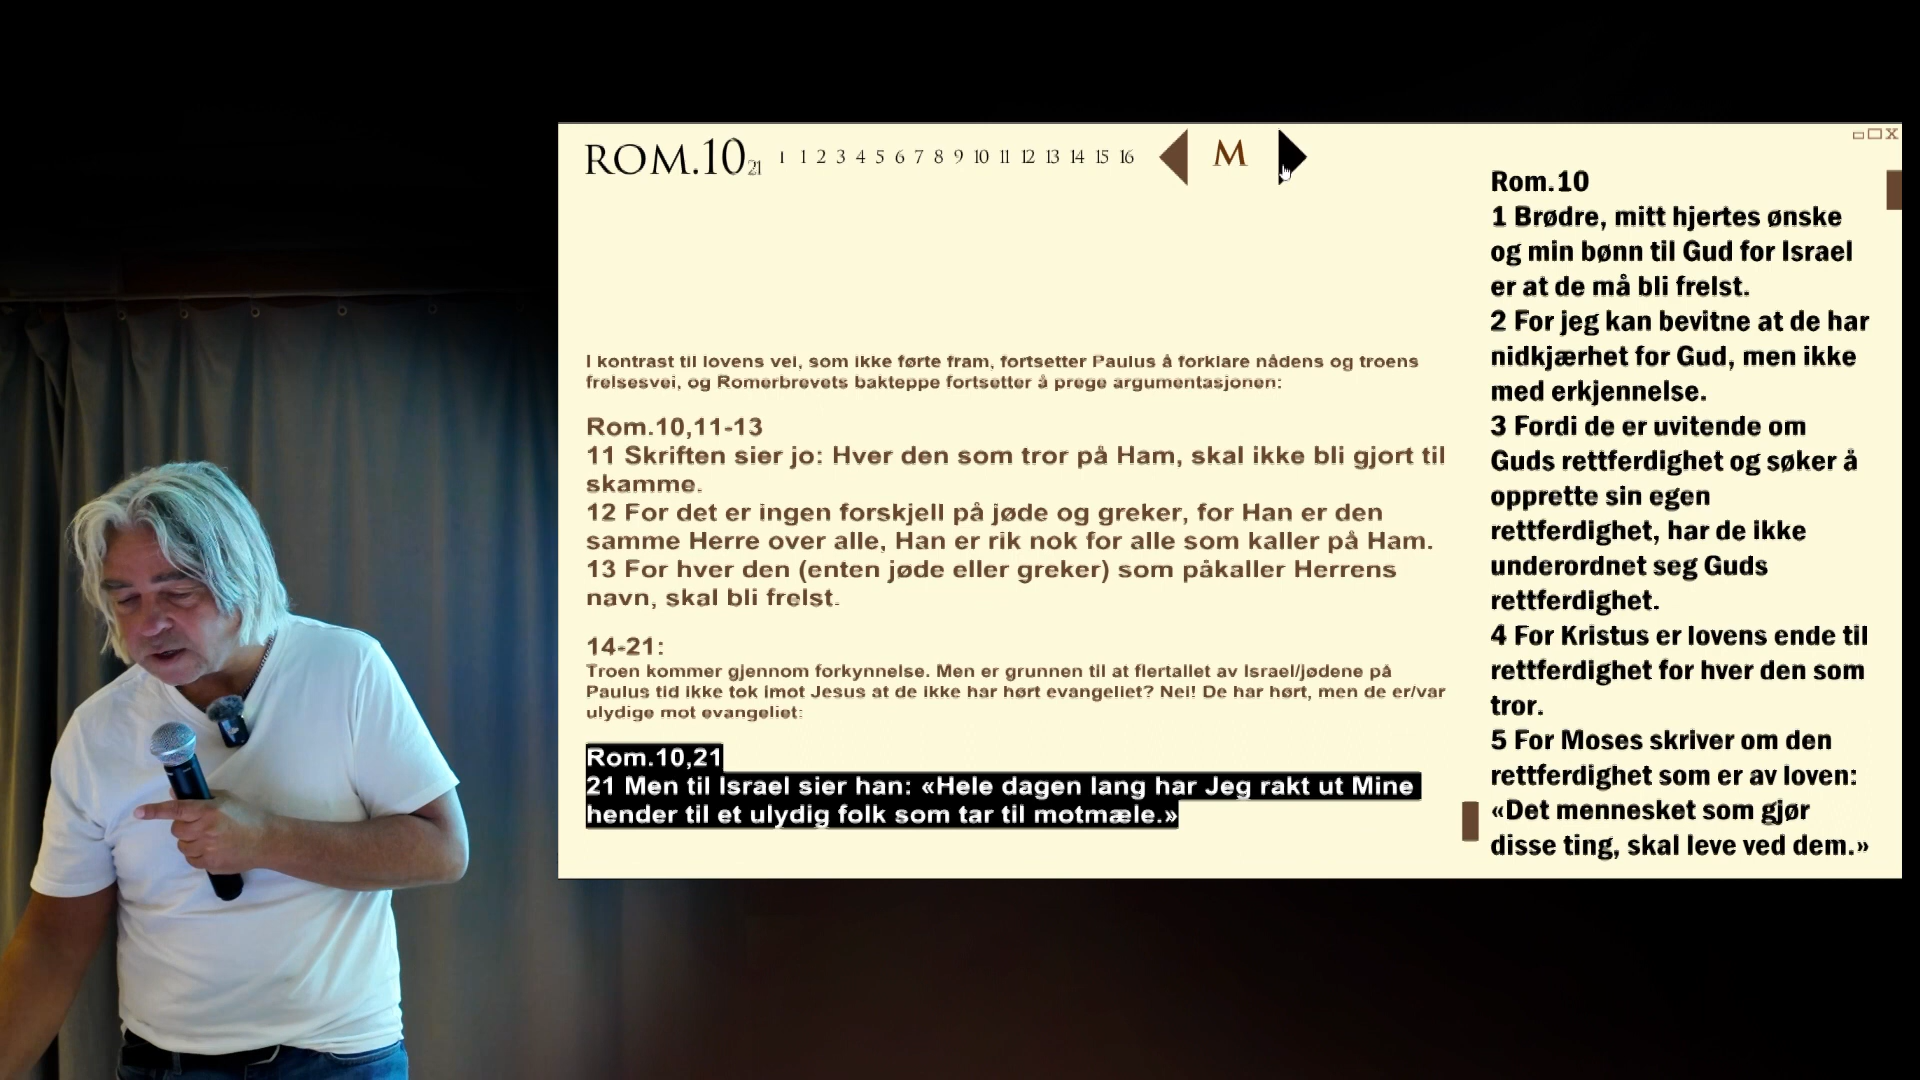 ROM.10 21 1 1 2 3 4 5 6 7 8 9 10 11 12 13 14 15 16 M
I kontrast til lovens vei, som ikke førte fram, fortsetter Paulus å forklare nådens og troens
frelsesvei, og Romerbrevets bakteppe fortsetter å prege argumentasjonen:
Rom.10,11-13
11 Skriften sier jo: Hver den som tror på Ham, skal ikke bli gjort til
skamme.
12 For det er ingen forskjell på jøde og greker, for Han er den
samme Herre over alle, Han er rik nok for alle som kaller på Ham.
13 For hver den (enten jøde eller greker) som påkaller Herrens
navn, skal bli frelst.
14-21:
Troen kommer gjennom forkynnelse. Men er grunnen til at flertallet av Israel/jødene på
Paulus tid ikke tok imot Jesus at de ikke har hørt evangeliet? Nei! De har hørt, men de er/var
ulydige mot evangeliet:
Rom.10,21
21 Men til Israel sier han: «Hele dagen lang har Jeg rakt ut Mine
hender til et ulydig folk som tar til motmæle.»
Rom.10
1 Brødre, mitt hjertes ønske
og min bønn til Gud for Israel
er at de må bli frelst.
2 For jeg kan bevitne at de har
nidkjærhet for Gud, men ikke
med erkjennelse.
3 Fordi de er uvitende om
Guds rettferdighet og søker å
opprette sin egen
rettferdighet, har de ikke
underordnet seg Guds
rettferdighet.
4 For Kristus er lovens ende til
rettferdighet for hver den som
tror.
5 For Moses skriver om den
rettferdighet som er av loven:
«Det mennesket som gjør
disse ting, skal leve ved dem.»